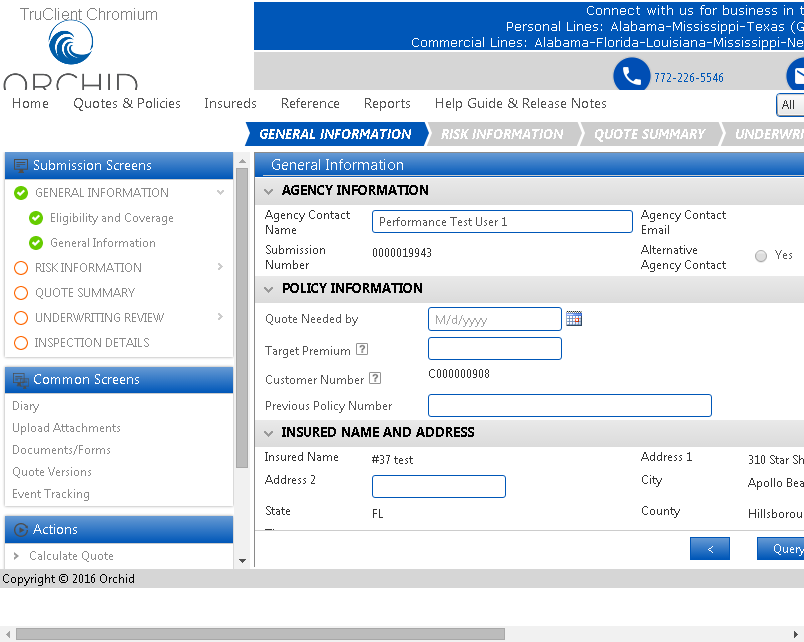 TruClient Chromium
ORCHID
Connect with us for business in t
Personal Lines: Alabama-Mississippi-Texas (G
Commercial Lines: Alabama-Florida-Louisiana-Mississippi-Ne
772-226-5546
Home Quotes & Policies Insureds Reference Reports Help Guide & Release Notes
All
GENERAL INFORMATION RISK INFORMATION QUOTE SUMMARY UNDERWRI
Submission Screens
GENERAL INFORMATION
Eligibility and Coverage
General Information
RISK INFORMATION
QUOTE SUMMARY
UNDERWRITING REVIEW
INSPECTION DETAILS
Common Screens
Diary
Upload Attachments
Documents/Forms
Quote Versions
Event Tracking
Actions
Calculate Quote
General Information
AGENCY INFORMATION
Agency Contact
Name
Performance Test User 1
Agency Contact
Email
Submission
Number
0000019943
Alternative
Agency Contact
Yes
POLICY INFORMATION
Quote Needed by
M/d/yyyy
Target Premium ?
Customer Number ?
C000000908
Previous Policy Number
INSURED NAME AND ADDRESS
Insured Name #37 test Address 1 310 Star Sh
Address 2 City Apollo Bea
State FL County Hillsborou
< Query
Copyright © 2016 Orchid